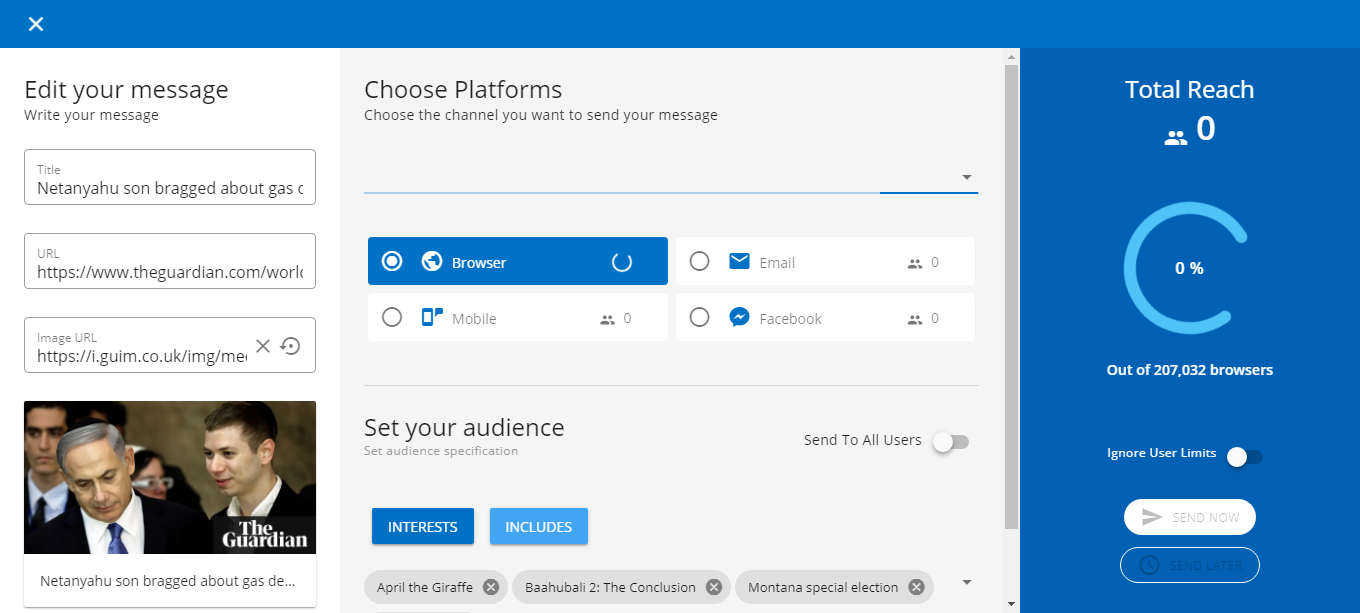 Edit your message
Write your message
Title
Netanyahu son bragged about gas
URL
https://www.theguardian.com/world
Image URL
https://i.guim.co.uk/img/me
The
Guardian
Netanyahu son bragged about gas de...
Choose Platforms
Choose the channel you want to send your message
Browser
Email
0
Mobile
0
Facebook
0
Set your audience
Set audience specification
Send To All Users
INTERESTS
INCLUDES
April the Giraffe
Baahubali 2: The Conclusion
Montana special election
Total Reach
0
0 %
Out of 207,032 browsers
Ignore User Limits
SEND NOW
SEND LATER